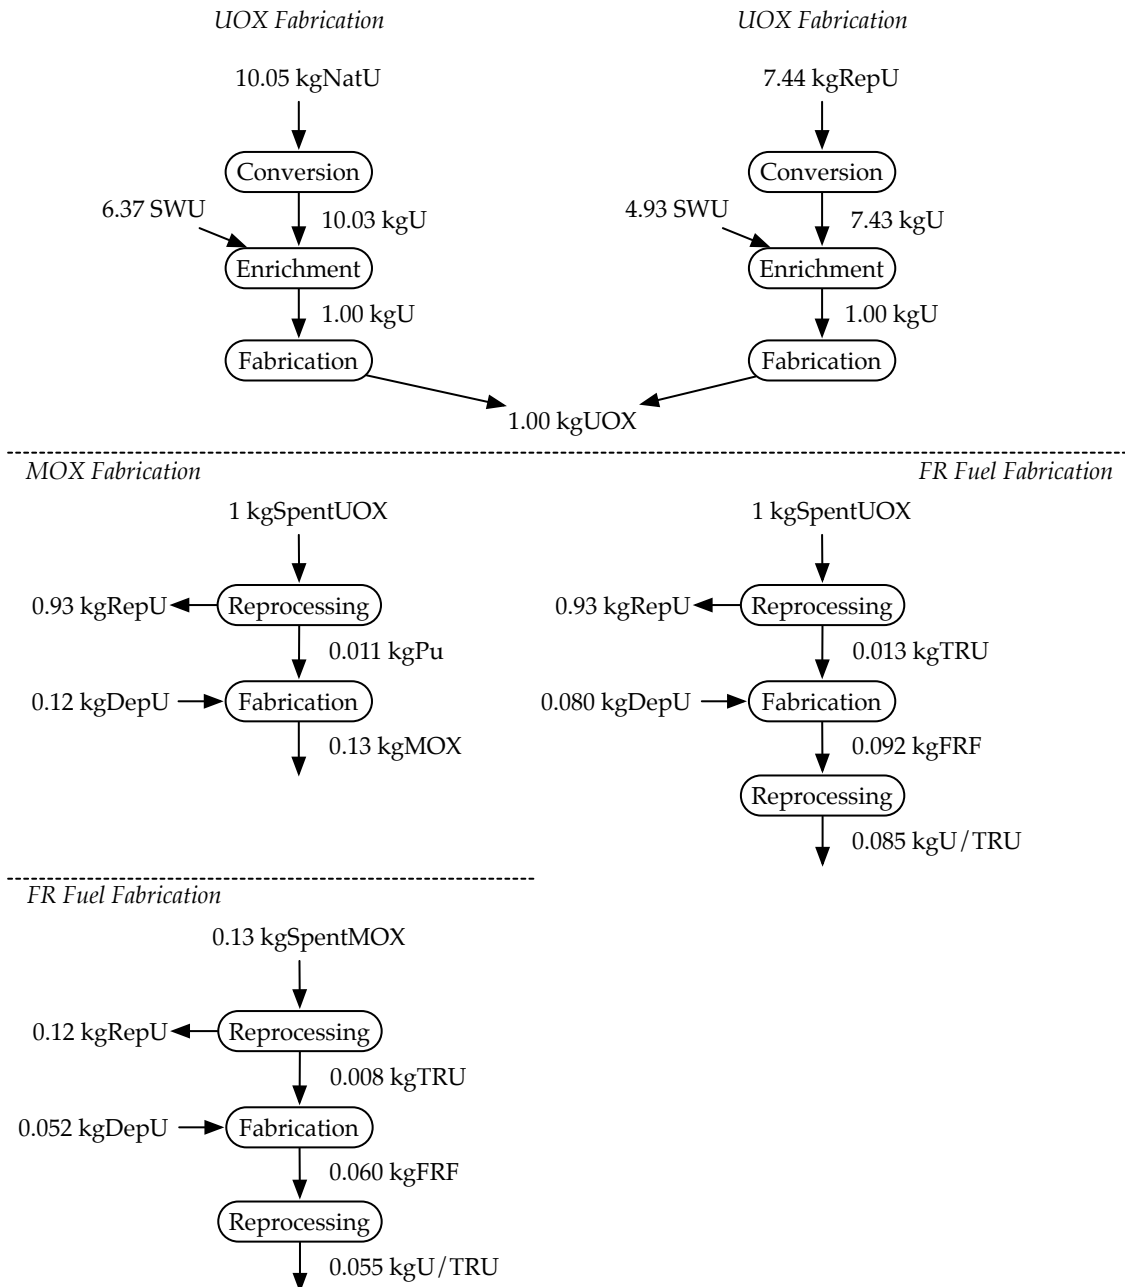 UOX Fabrication
10.05 kgNatU
Conversion
6.37 SWU
10.03 kgU
Enrichment
1.00 kgU
Fabrication
UOX Fabrication
7.44 kgRepU
Conversion
4.93 SWU
7.43 kgU
Enrichment
1.00 kgU
Fabrication
1.00 kgUOX
MOX Fabrication
1 kgSpentUOX
0.93 kgRepU
Reprocessing
0.011 kgPu
0.12 kgDepU
Fabrication
0.13 kgMOX
FR Fuel Fabrication
1 kgSpentUOX
0.93 kgRepU
Reprocessing
0.013 kgTRU
0.080 kgDepU
Fabrication
0.092 kgFRF
Reprocessing
0.085 kgU/TRU
FR Fuel Fabrication
0.13 kgSpentMOX
0.12 kgRepU
Reprocessing
0.008 kgTRU
0.052 kgDepU
Fabrication
0.060 kgFRF
Reprocessing
0.055 kgU/TRU